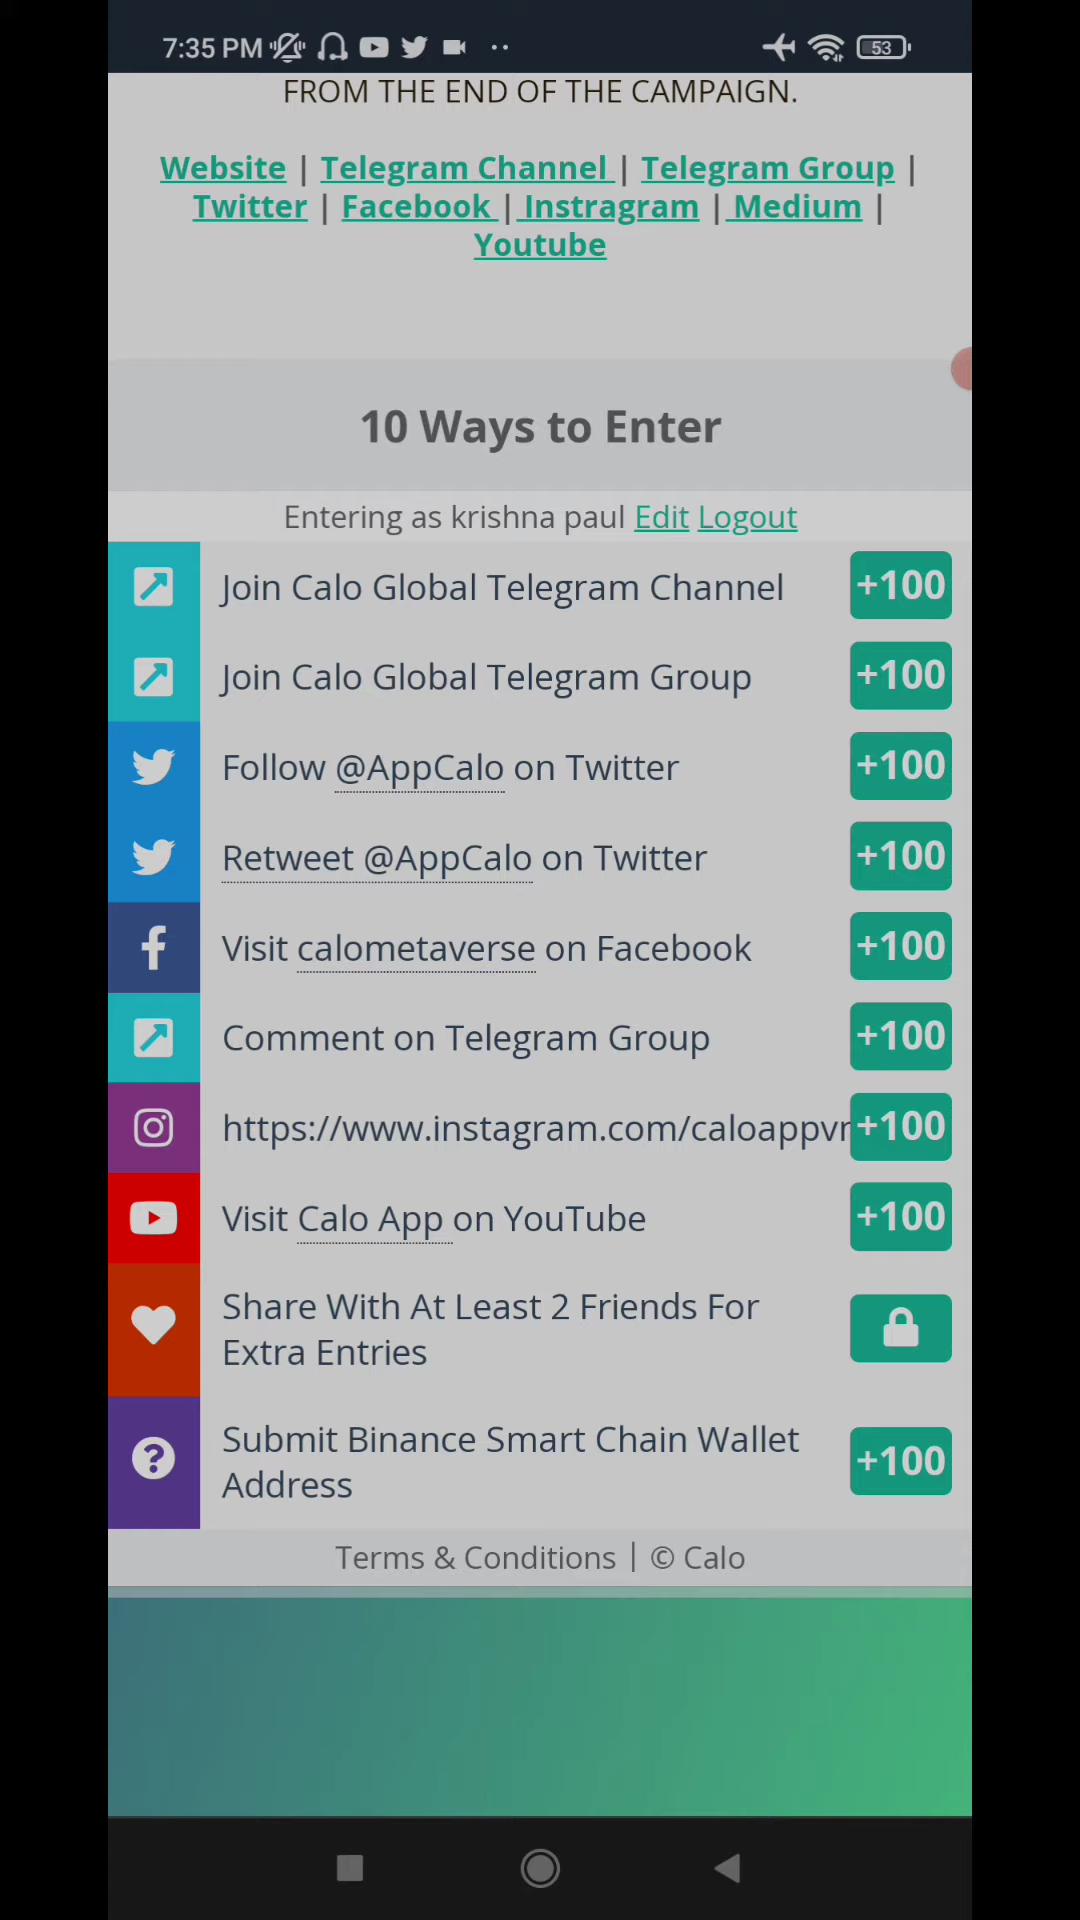 7:35 PM
53
FROM THE END OF THE CAMPAIGN.
Website | Telegram Channel | Telegram Group |
Twitter | Facebook | Instragram | Medium |
Youtube
10 Ways to Enter
Entering as krishna paul Edit Logout
Join Calo Global Telegram Channel +100
Join Calo Global Telegram Group +100
Follow @AppCalo on Twitter +100
Retweet @AppCalo on Twitter +100
Visit calometaverse on Facebook +100
Comment on Telegram Group +100
https://www.instagram.com/caloappvn +100
Visit Calo App on YouTube +100
Share With At Least 2 Friends For
Extra Entries
Submit Binance Smart Chain Wallet
Address
+100
Terms & Conditions | © Calo